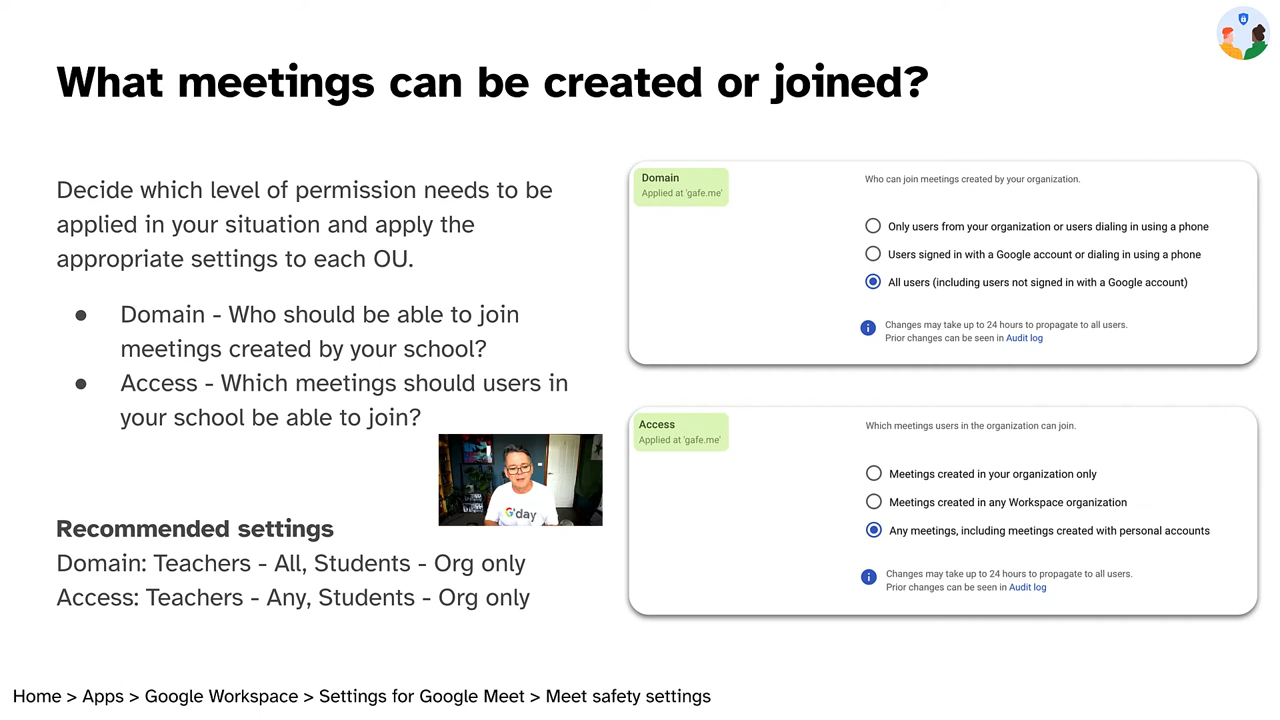 What meetings can be created or joined?
Decide which level of permission needs to be
applied in your situation and apply the
appropriate settings to each OU.
● Domain - Who should be able to join
meetings created by your school?
● Access - Which meetings should users in
your school be able to join?
Recommended settings
Domain: Teachers - All, Students - Org only
Access: Teachers - Any, Students - Org only
G'day
Domain
Applied at 'gafe.me'
Who can join meetings created by your organization.
Only users from your organization or users dialing in using a phone
Users signed in with a Google account or dialing in using a phone
All users (including users not signed in with a Google account)
Changes may take up to 24 hours to propagate to all users.
Prior changes can be seen in Audit log
Access
Applied at 'gafe.me'
Which meetings users in the organization can join.
Meetings created in your organization only
Meetings created in any Workspace organization
Any meetings, including meetings created with personal accounts
Changes may take up to 24 hours to propagate to all users.
Prior changes can be seen in Audit log
Home > Apps > Google Workspace > Settings for Google Meet > Meet safety settings